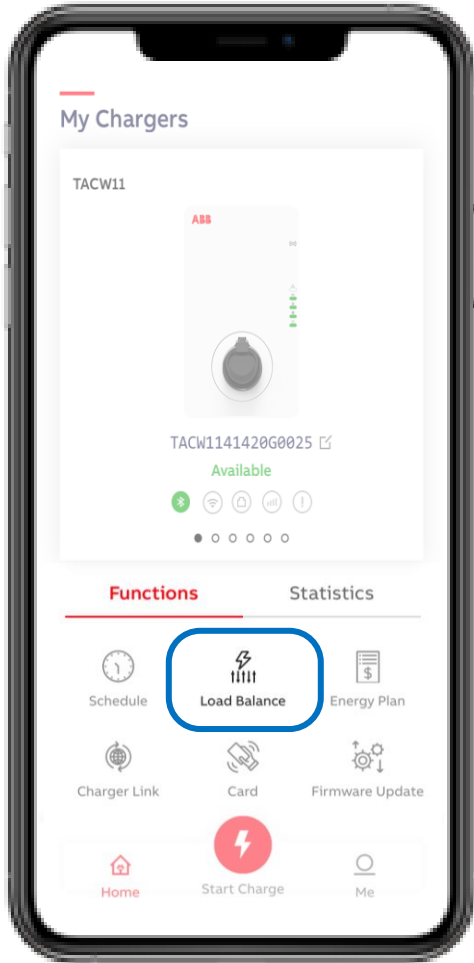 My Chargers
TACW11
ABB
TACW1141420G0025
Available
Functions Statistics
Schedule Load Balance Energy Plan
Charger Link Card Firmware Update
Home Start Charge Me